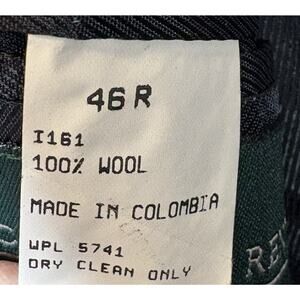 46R
I161
100% WOOL
MADE IN COLOMBIA
WPL 5741
DRY CLEAN ONLY